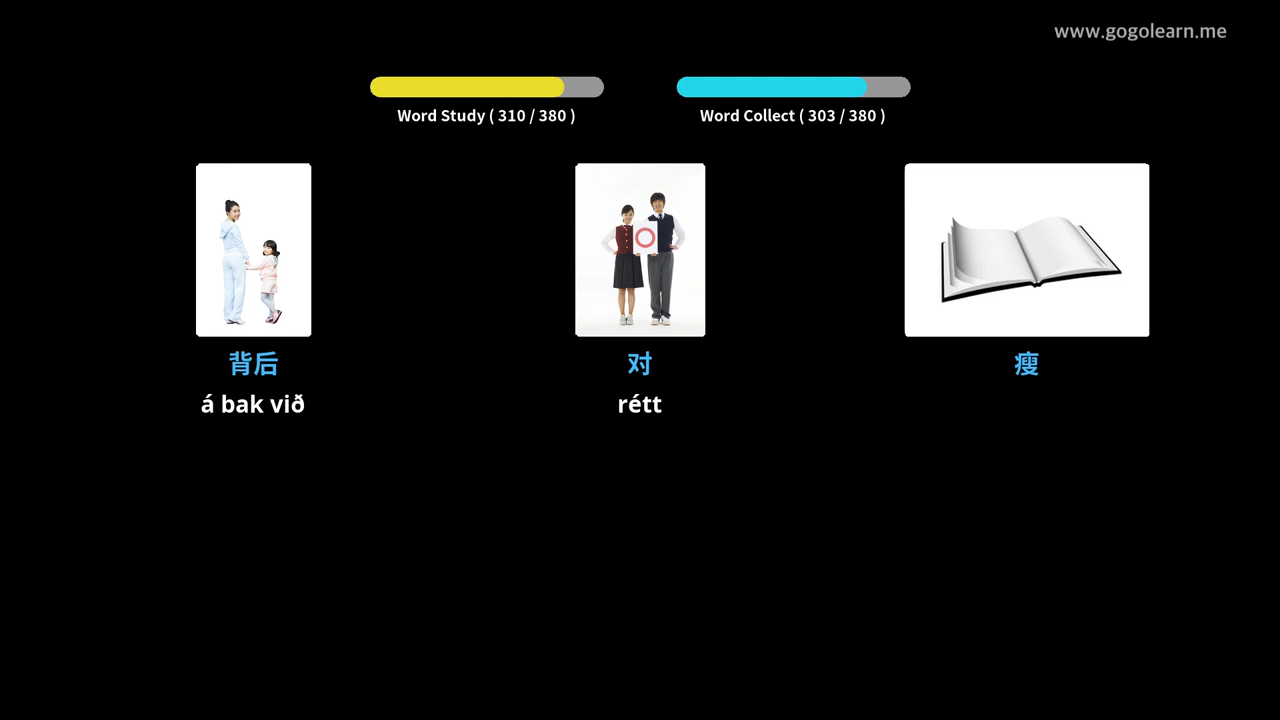 www.gogolearn.me
Word Study ( 310 / 380 )
Word Collect ( 303 / 380 )
背后
对
瘦
á bak við
rétt